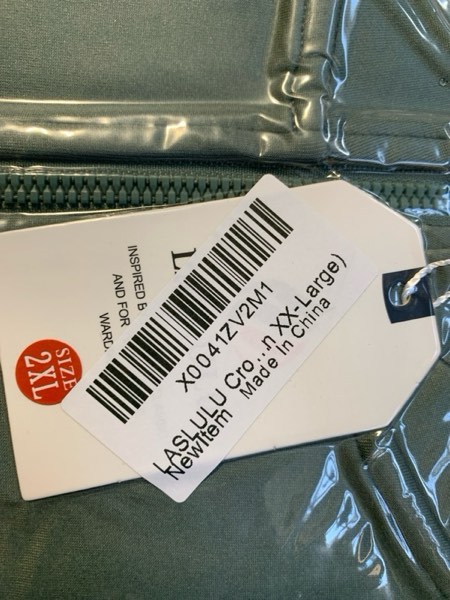 L
INSPIRED B
AND FOR
WARD
SIZE
2XL
X0041ZV2M1
LASLULU Cro...n XX-Large)
NewItem Made In China